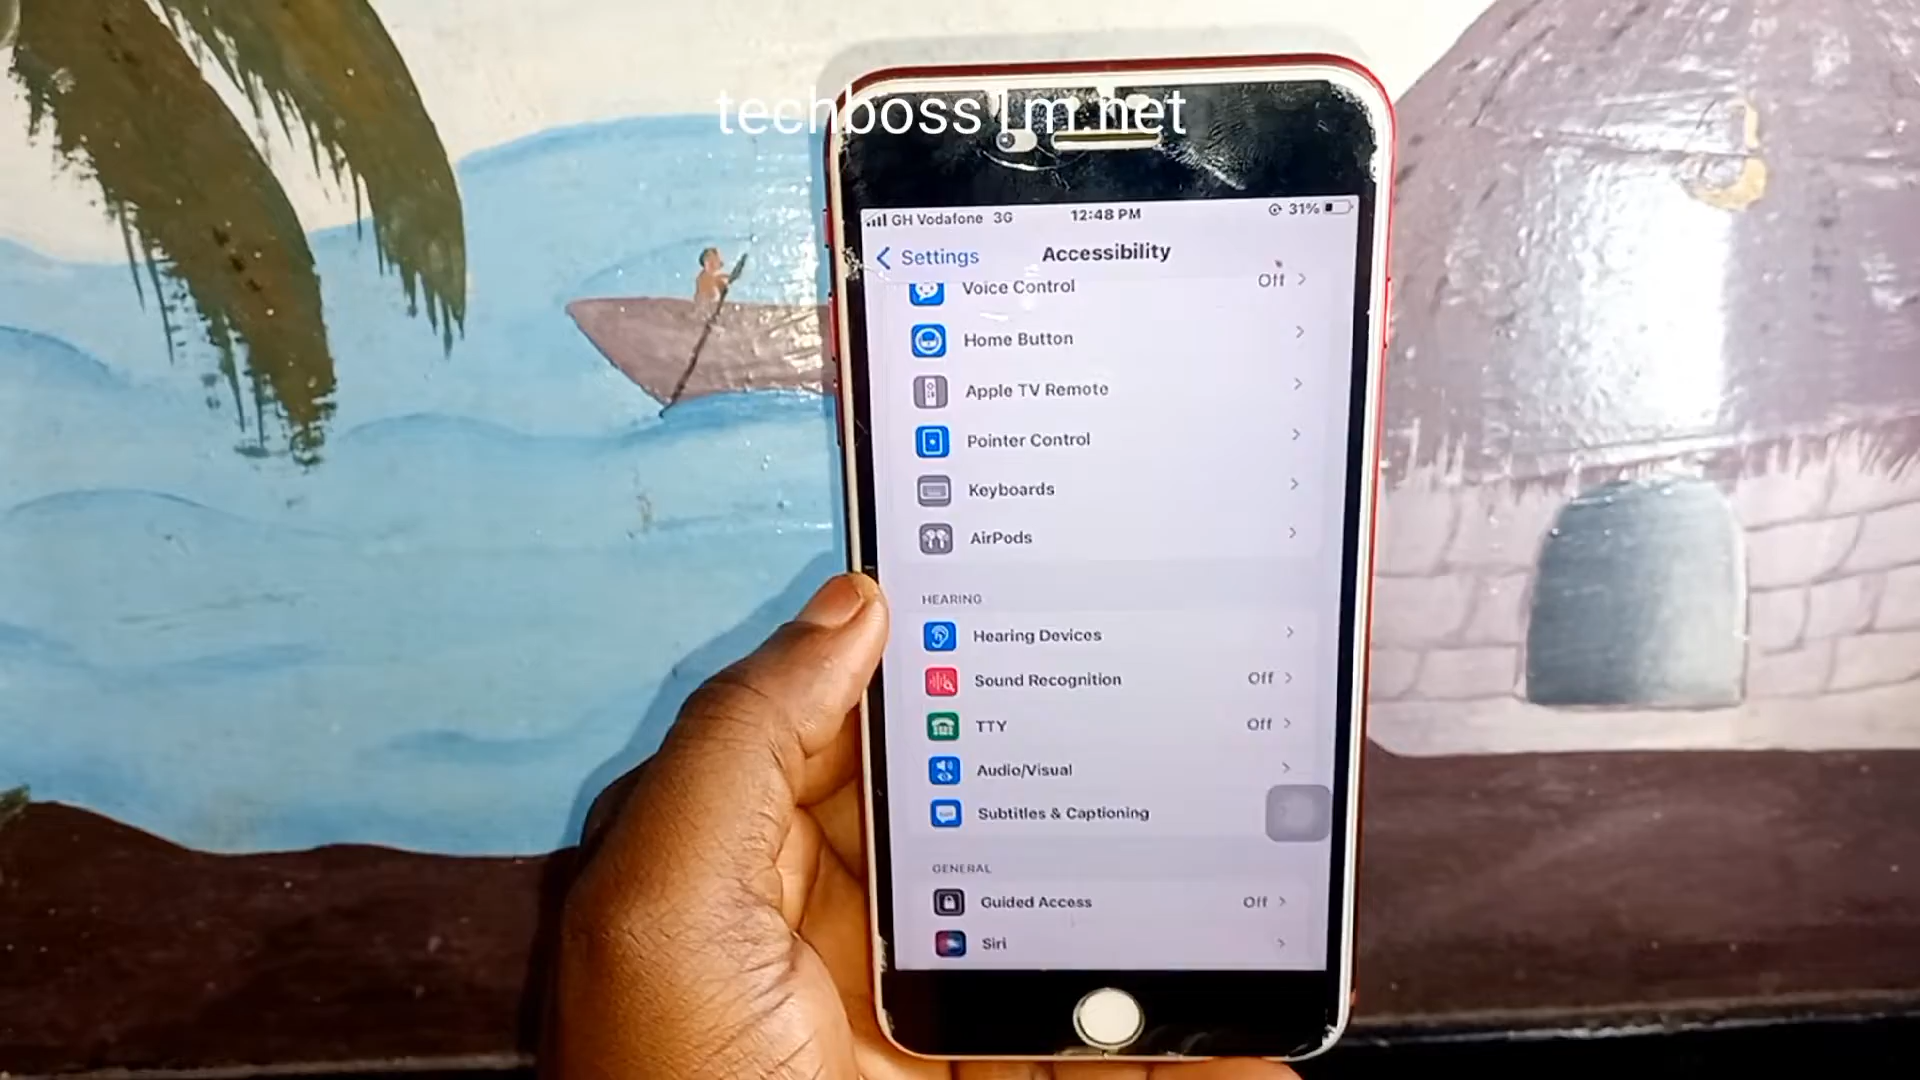 techboss1m.net
GH Vodafone 3G 12:48 PM 31%
Settings Accessibility
Voice Control Off
Home Button
Apple TV Remote
Pointer Control
Keyboards
AirPods
HEARING
Hearing Devices
Sound Recognition Off
TTY Off
Audio/Visual
Subtitles & Captioning
GENERAL
Guided Access Off
Siri